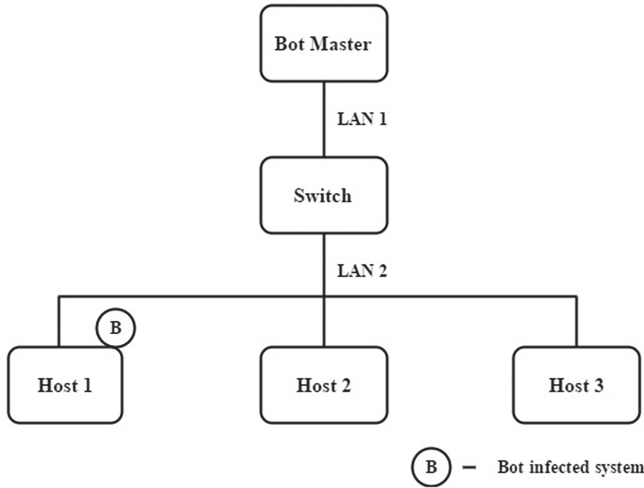 Bot Master
LAN 1
Switch
LAN 2
B
Host 1
Host 2
Host 3
B – Bot infected system